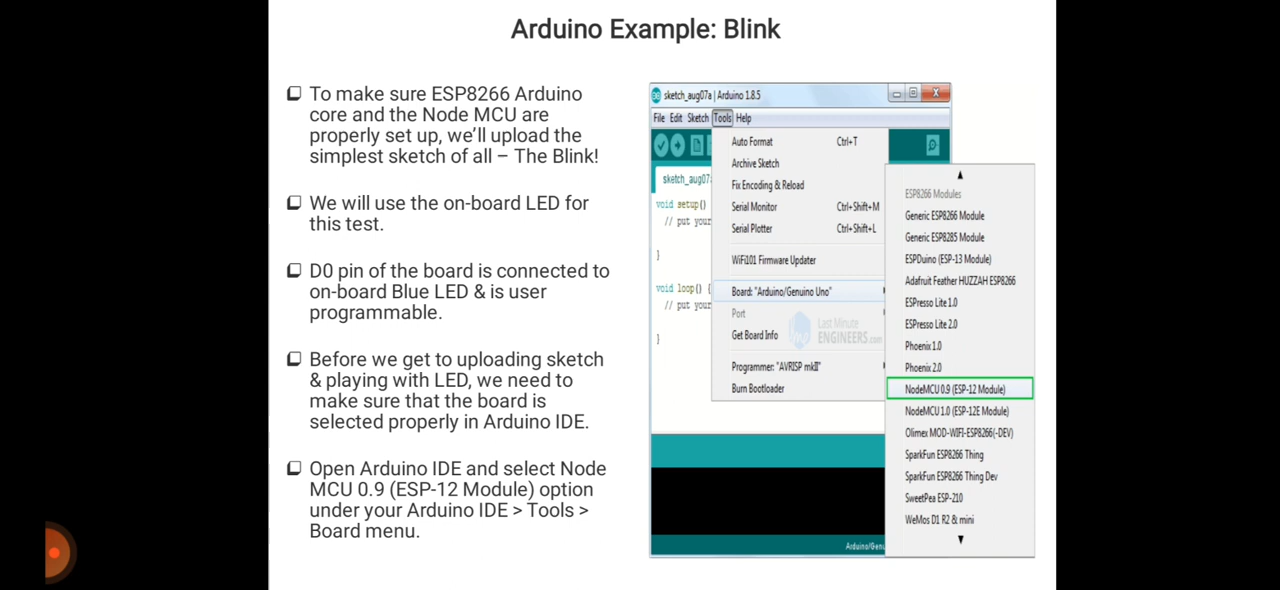 Arduino Example: Blink
❑ To make sure ESP8266 Arduino
core and the Node MCU are
properly set up, we'll upload the
simplest sketch of all – The Blink!
❑ We will use the on-board LED for
this test.
❑ D0 pin of the board is connected to
on-board Blue LED & is user
programmable.
❑ Before we get to uploading sketch
& playing with LED, we need to
make sure that the board is
selected properly in Arduino IDE.
❑ Open Arduino IDE and select Node
MCU 0.9 (ESP-12 Module) option
under your Arduino IDE > Tools >
Board menu.
sketch_aug07a | Arduino 1.8.5
File Edit Sketch Tools Help
sketch_aug07
void setup()
// put your
}
void loop() {
// put your
}
Auto Format Ctrl+T
Archive Sketch
Fix Encoding & Reload
Serial Monitor Ctrl+Shift+M
Serial Plotter Ctrl+Shift+L
WiFi101 Firmware Updater
Board: "Arduino/Genuino Uno"
Port
Get Board Info
Programmer: "AVRISP mkII"
Burn Bootloader
Last Minute
ENGINEERS.com
ESP8266 Modules
Generic ESP8266 Module
Generic ESP8285 Module
ESPDuino (ESP-13 Module)
Adafruit Feather HUZZAH ESP8266
ESPresso Lite 1.0
ESPresso Lite 2.0
Phoenix 1.0
Phoenix 2.0
NodeMCU 0.9 (ESP-12 Module)
NodeMCU 1.0 (ESP-12E Module)
Olimex MOD-WIFI-ESP8266(-DEV)
SparkFun ESP8266 Thing
SparkFun ESP8266 Thing Dev
SweetPea ESP-210
WeMos D1 R2 & mini
Arduino/Genu